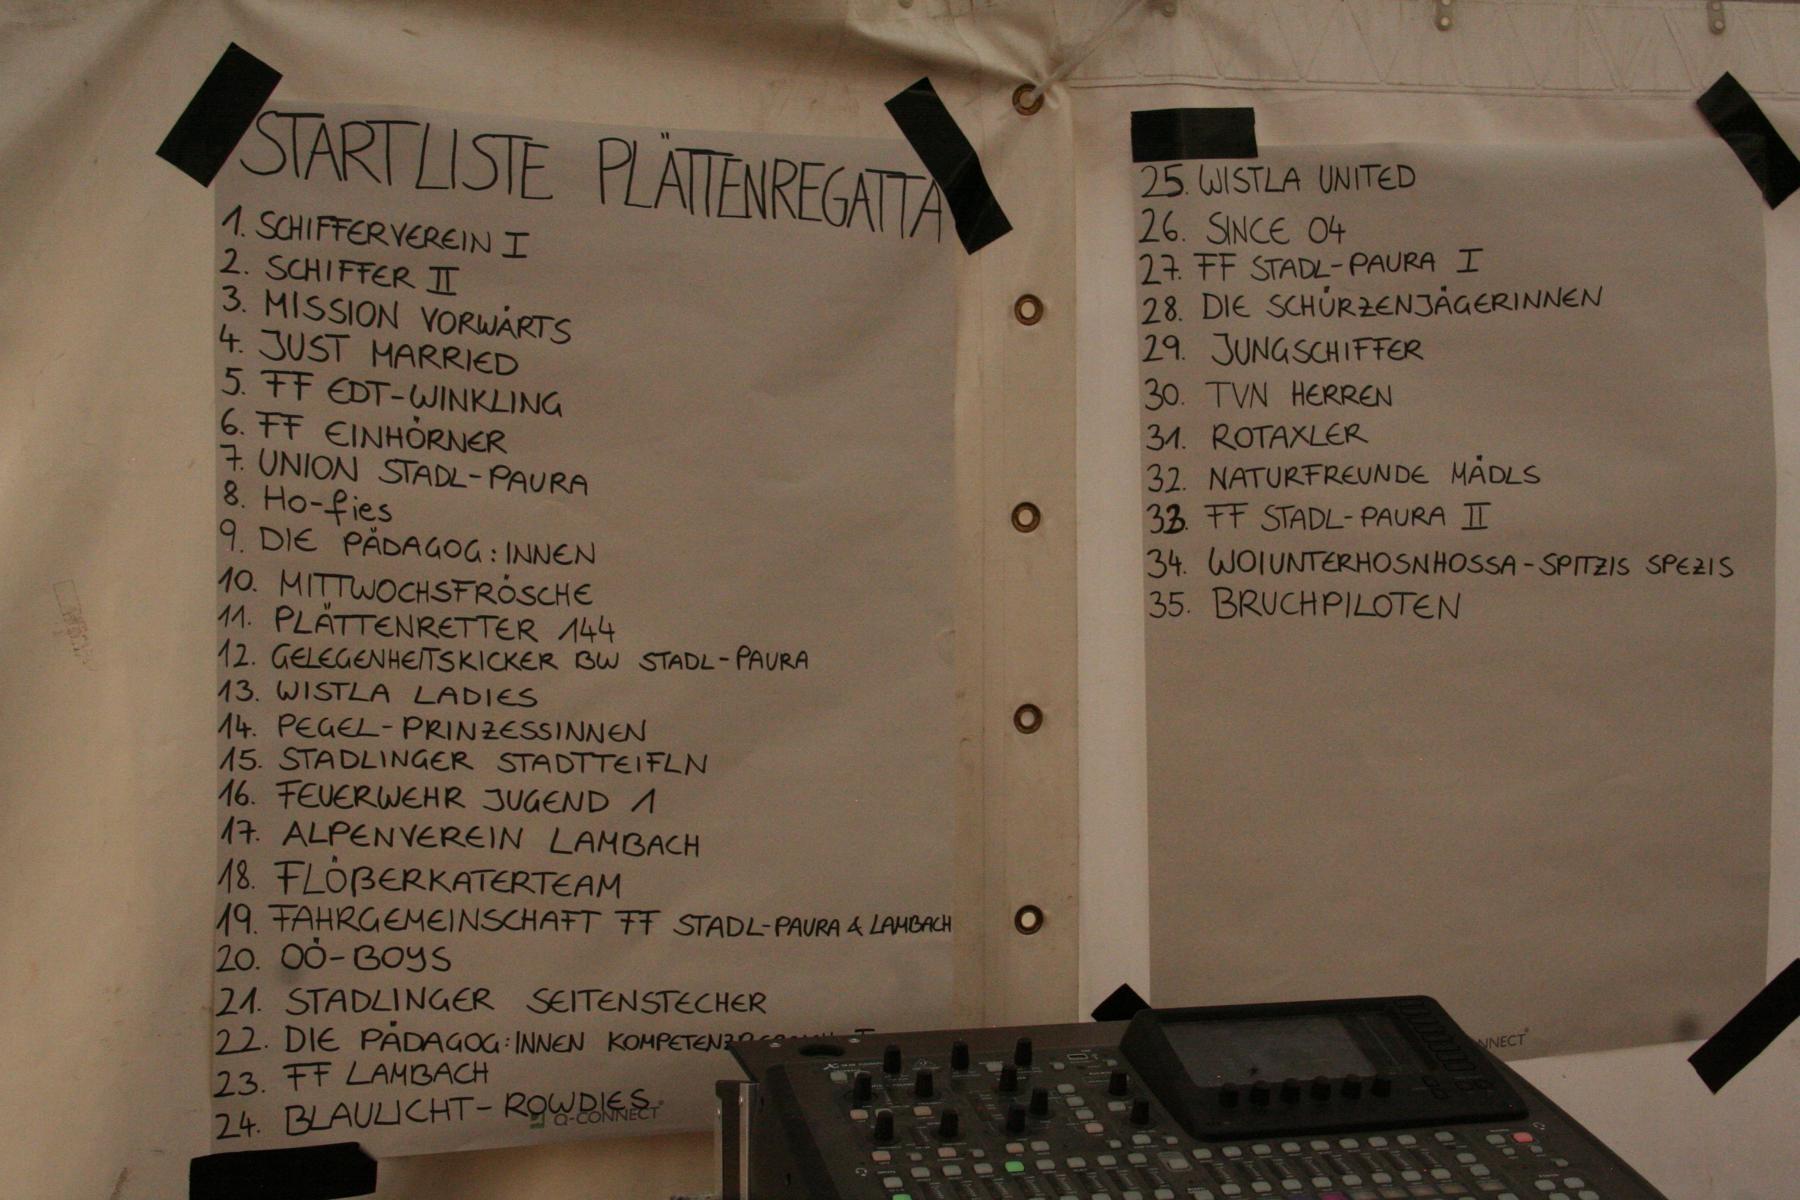 STARTLISTE PLÄTTENREGATTA
1. SCHIFFERVEREIN I
2. SCHIFFER II
3. MISSION VORWÄRTS
4. JUST MARRIED
5. FF EDT-WINKLING
6. FF EINHÖRNER
7. UNION STADL-PAURA
8. Ho-fies
9. DIE PÄDAGOG:INNEN
10. MITTWOCHSFRÖSCHE
11. PLÄTTENRETTER 144
12. GELEGENHEITSKICKER BW STADL-PAURA
13. WISTLA LADIES
14. PEGEL-PRINZESSINNEN
15. STADLINGER STADTTEIFLN
16. FEUERWEHR JUGEND 1
17. ALPENVEREIN LAMBACH
18. FLÖßERKATERTEAM
19. FAHRGEMEINSCHAFT FF STADL-PAURA & LAMBACH
20. OÖ-BOYS
21. STADLINGER SEITENSTECHER
22. DIE PÄDAGOG:INNEN
23. FF LAMBACH
24. BLAULICHT-ROWDIES
Q-CONNECT®
25. WISTLA UNITED
26. SINCE 04
27. FF STADL-PAURA I
28. DIE SCHÜRZENJÄGERINNEN
29. JUNGSCHIFFER
30. TVN HERREN
31. ROTAXLER
32. NATURFREUNDE MÄDLS
33. FF STADL-PAURA II
34. WOIUNTERHOSNHOSSA-SPITZIS SPEZIS
35. BRUCHPILOTEN